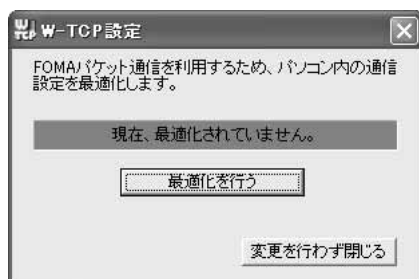 W-TCP設定
FOMAパケット通信を利用するため、パソコン内の通信
設定を最適化します。
現在、最適化されていません。
最適化を行う
変更を行わず閉じる